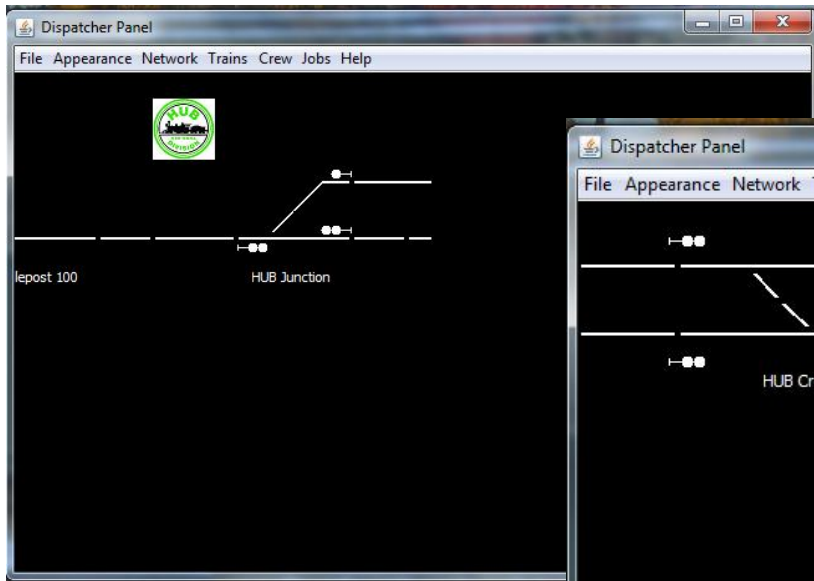 Dispatcher Panel
File Appearance Network Trains Crew Jobs Help
HUB
DIVISION
lepost 100
HUB Junction
Dispatcher Panel
File Appearance Network
HUB Cr